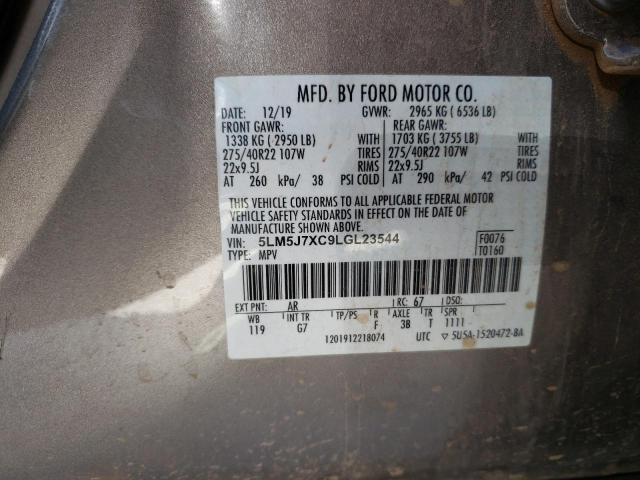 MFD. BY FORD MOTOR CO.
DATE: 12/19 GVWR: 2965 KG ( 6536 LB)
FRONT GAWR: REAR GAWR:
1338 KG ( 2950 LB) WITH 1703 KG ( 3755 LB) WITH
275/40R22 107W TIRES 275/40R22 107W TIRES
22x9.5J RIMS 22x9.5J RIMS
AT 260 kPa/ 38 PSI COLD AT 290 kPa/ 42 PSI COLD
THIS VEHICLE CONFORMS TO ALL APPLICABLE FEDERAL MOTOR
VEHICLE SAFETY STANDARDS IN EFFECT ON THE DATE OF
MANUFACTURE SHOWN ABOVE.
VIN: 5LM5J7XC9LGL23544 F0076
TYPE: MPV T0160
EXT PNT: AR RC: 67 DSO:
WB INT TR TP/PS R AXLE TR SPR
119 G7 F 3B T 1111
1201912218074 UTC ▽ 5U5A-1520472-BA